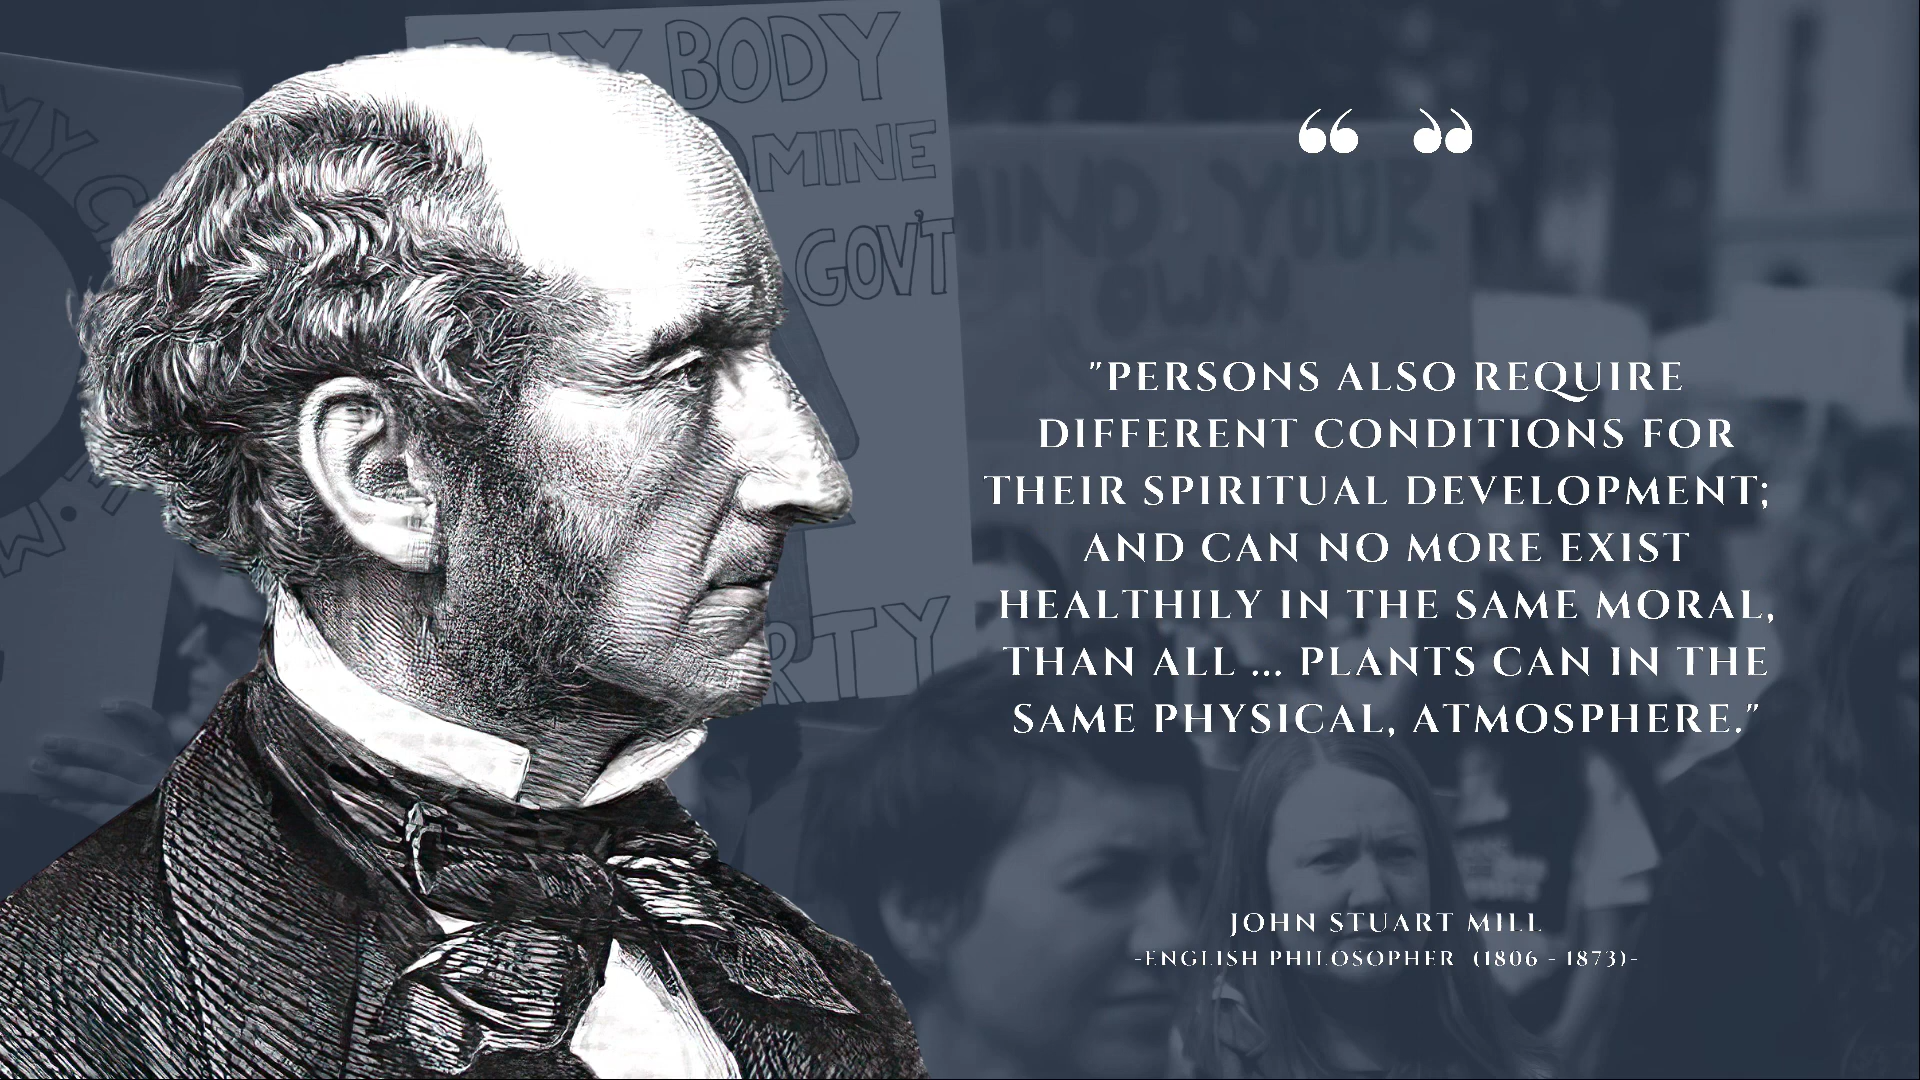 MY
MY BODY
MINE
GOV'T
MIND YOUR
OWN
RTY
"PERSONS ALSO REQUIRE
DIFFERENT CONDITIONS FOR
THEIR SPIRITUAL DEVELOPMENT;
AND CAN NO MORE EXIST
HEALTHILY IN THE SAME MORAL,
THAN ALL ... PLANTS CAN IN THE
SAME PHYSICAL, ATMOSPHERE."
JOHN STUART MILL
-ENGLISH PHILOSOPHER (1806 - 1873)-